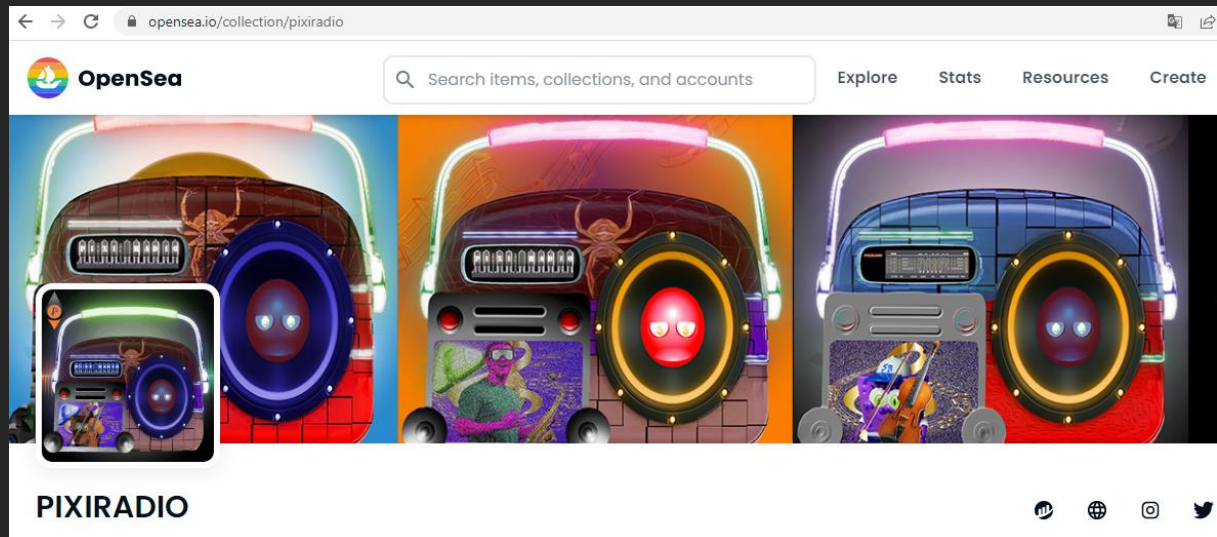 opensea.io/collection/pixiradio
OpenSea
Search items, collections, and accounts
Explore Stats Resources Create
PIXIRADIO